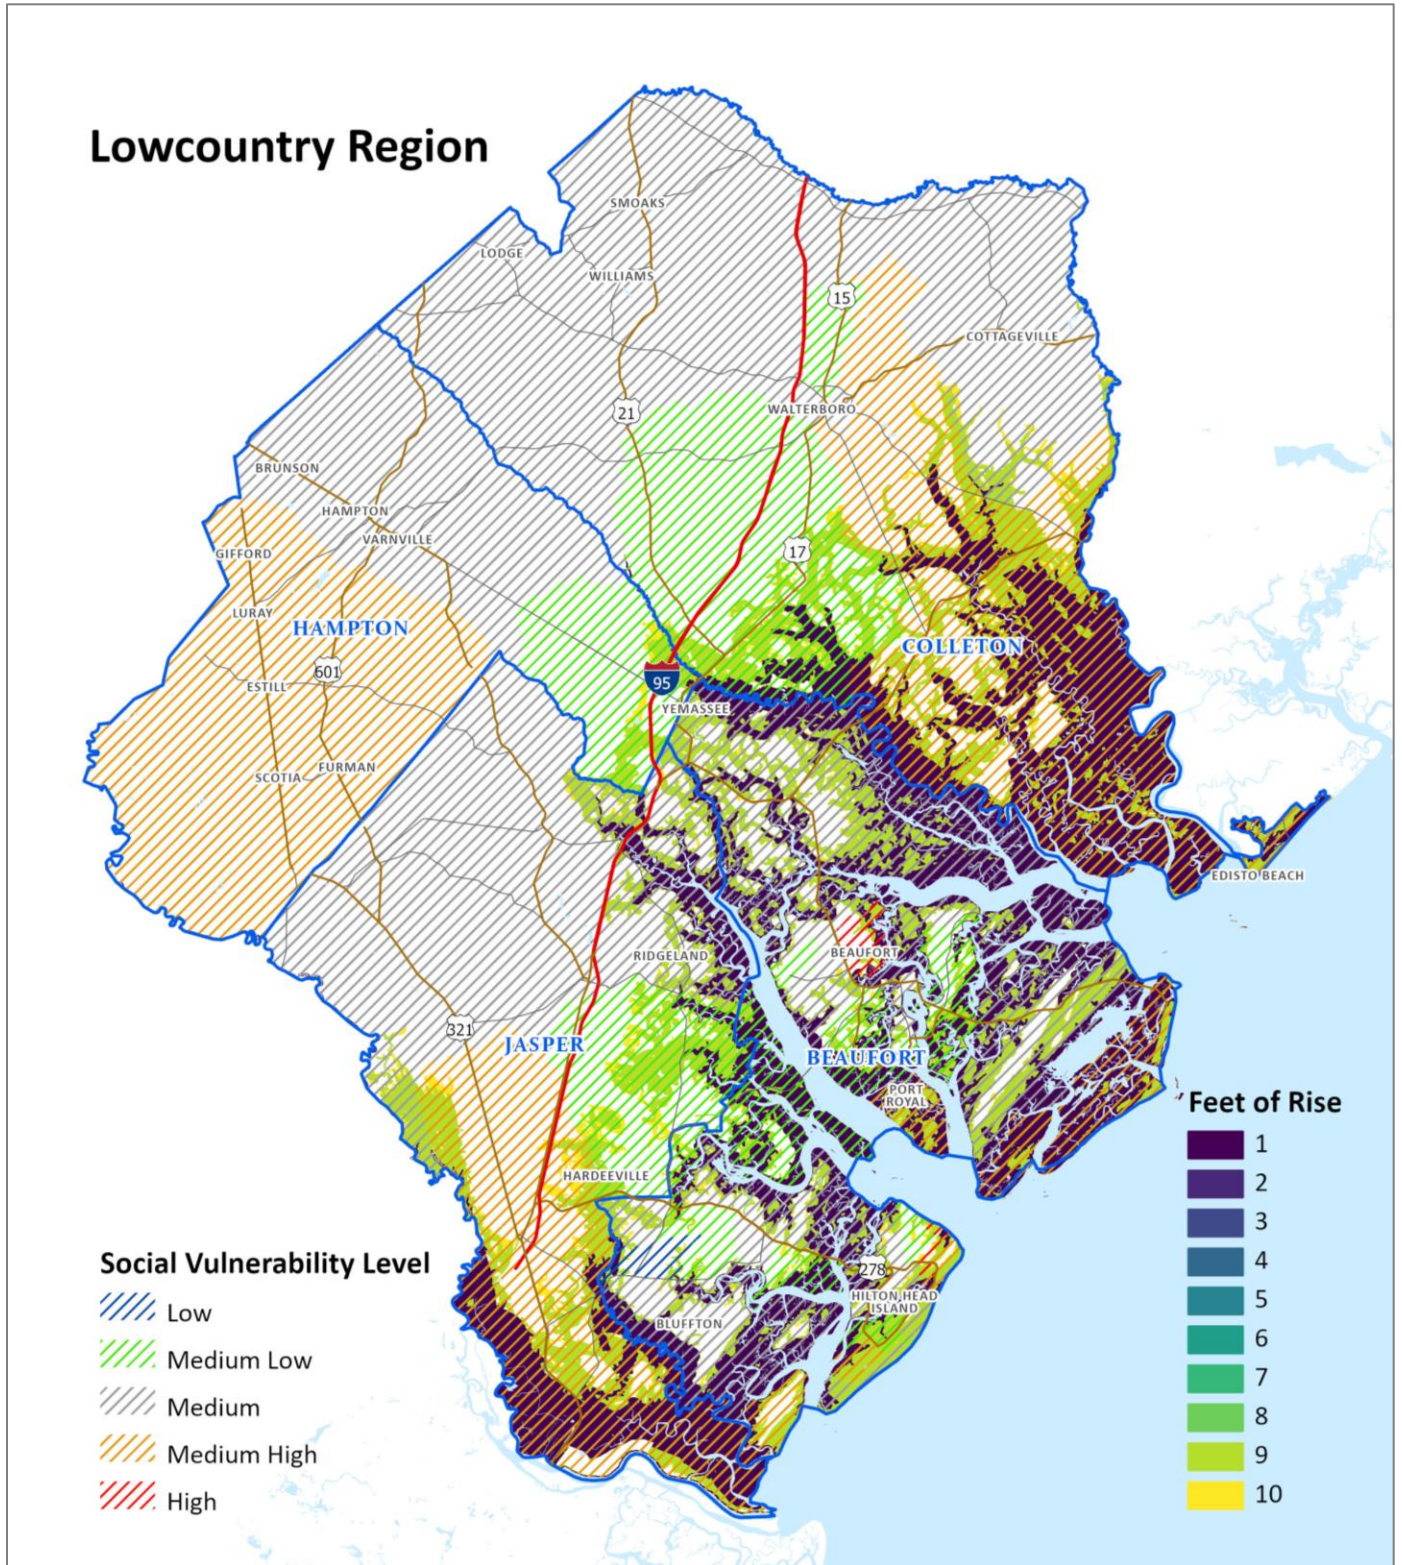 Lowcountry Region
SMOAKS
LODGE
WILLIAMS
15
COTTAGEVILLE
21
WALTERBORO
BRUNSON
HAMPTON
VARNVILLE
GIFFORD
17
LURAY
HAMPTON
COLLETON
601
ESTILL
95
YEMASSEE
SCOTIA
FURMAN
EDISTO BEACH
RIDGELAND
BEAUFORT
321
JASPER
BEAUFORT
PORT
ROYAL
HARDEEVILLE
278
HILTON HEAD
ISLAND
BLUFFTON
Feet of Rise
1
2
3
4
5
6
7
8
9
10
Social Vulnerability Level
Low
Medium Low
Medium
Medium High
High